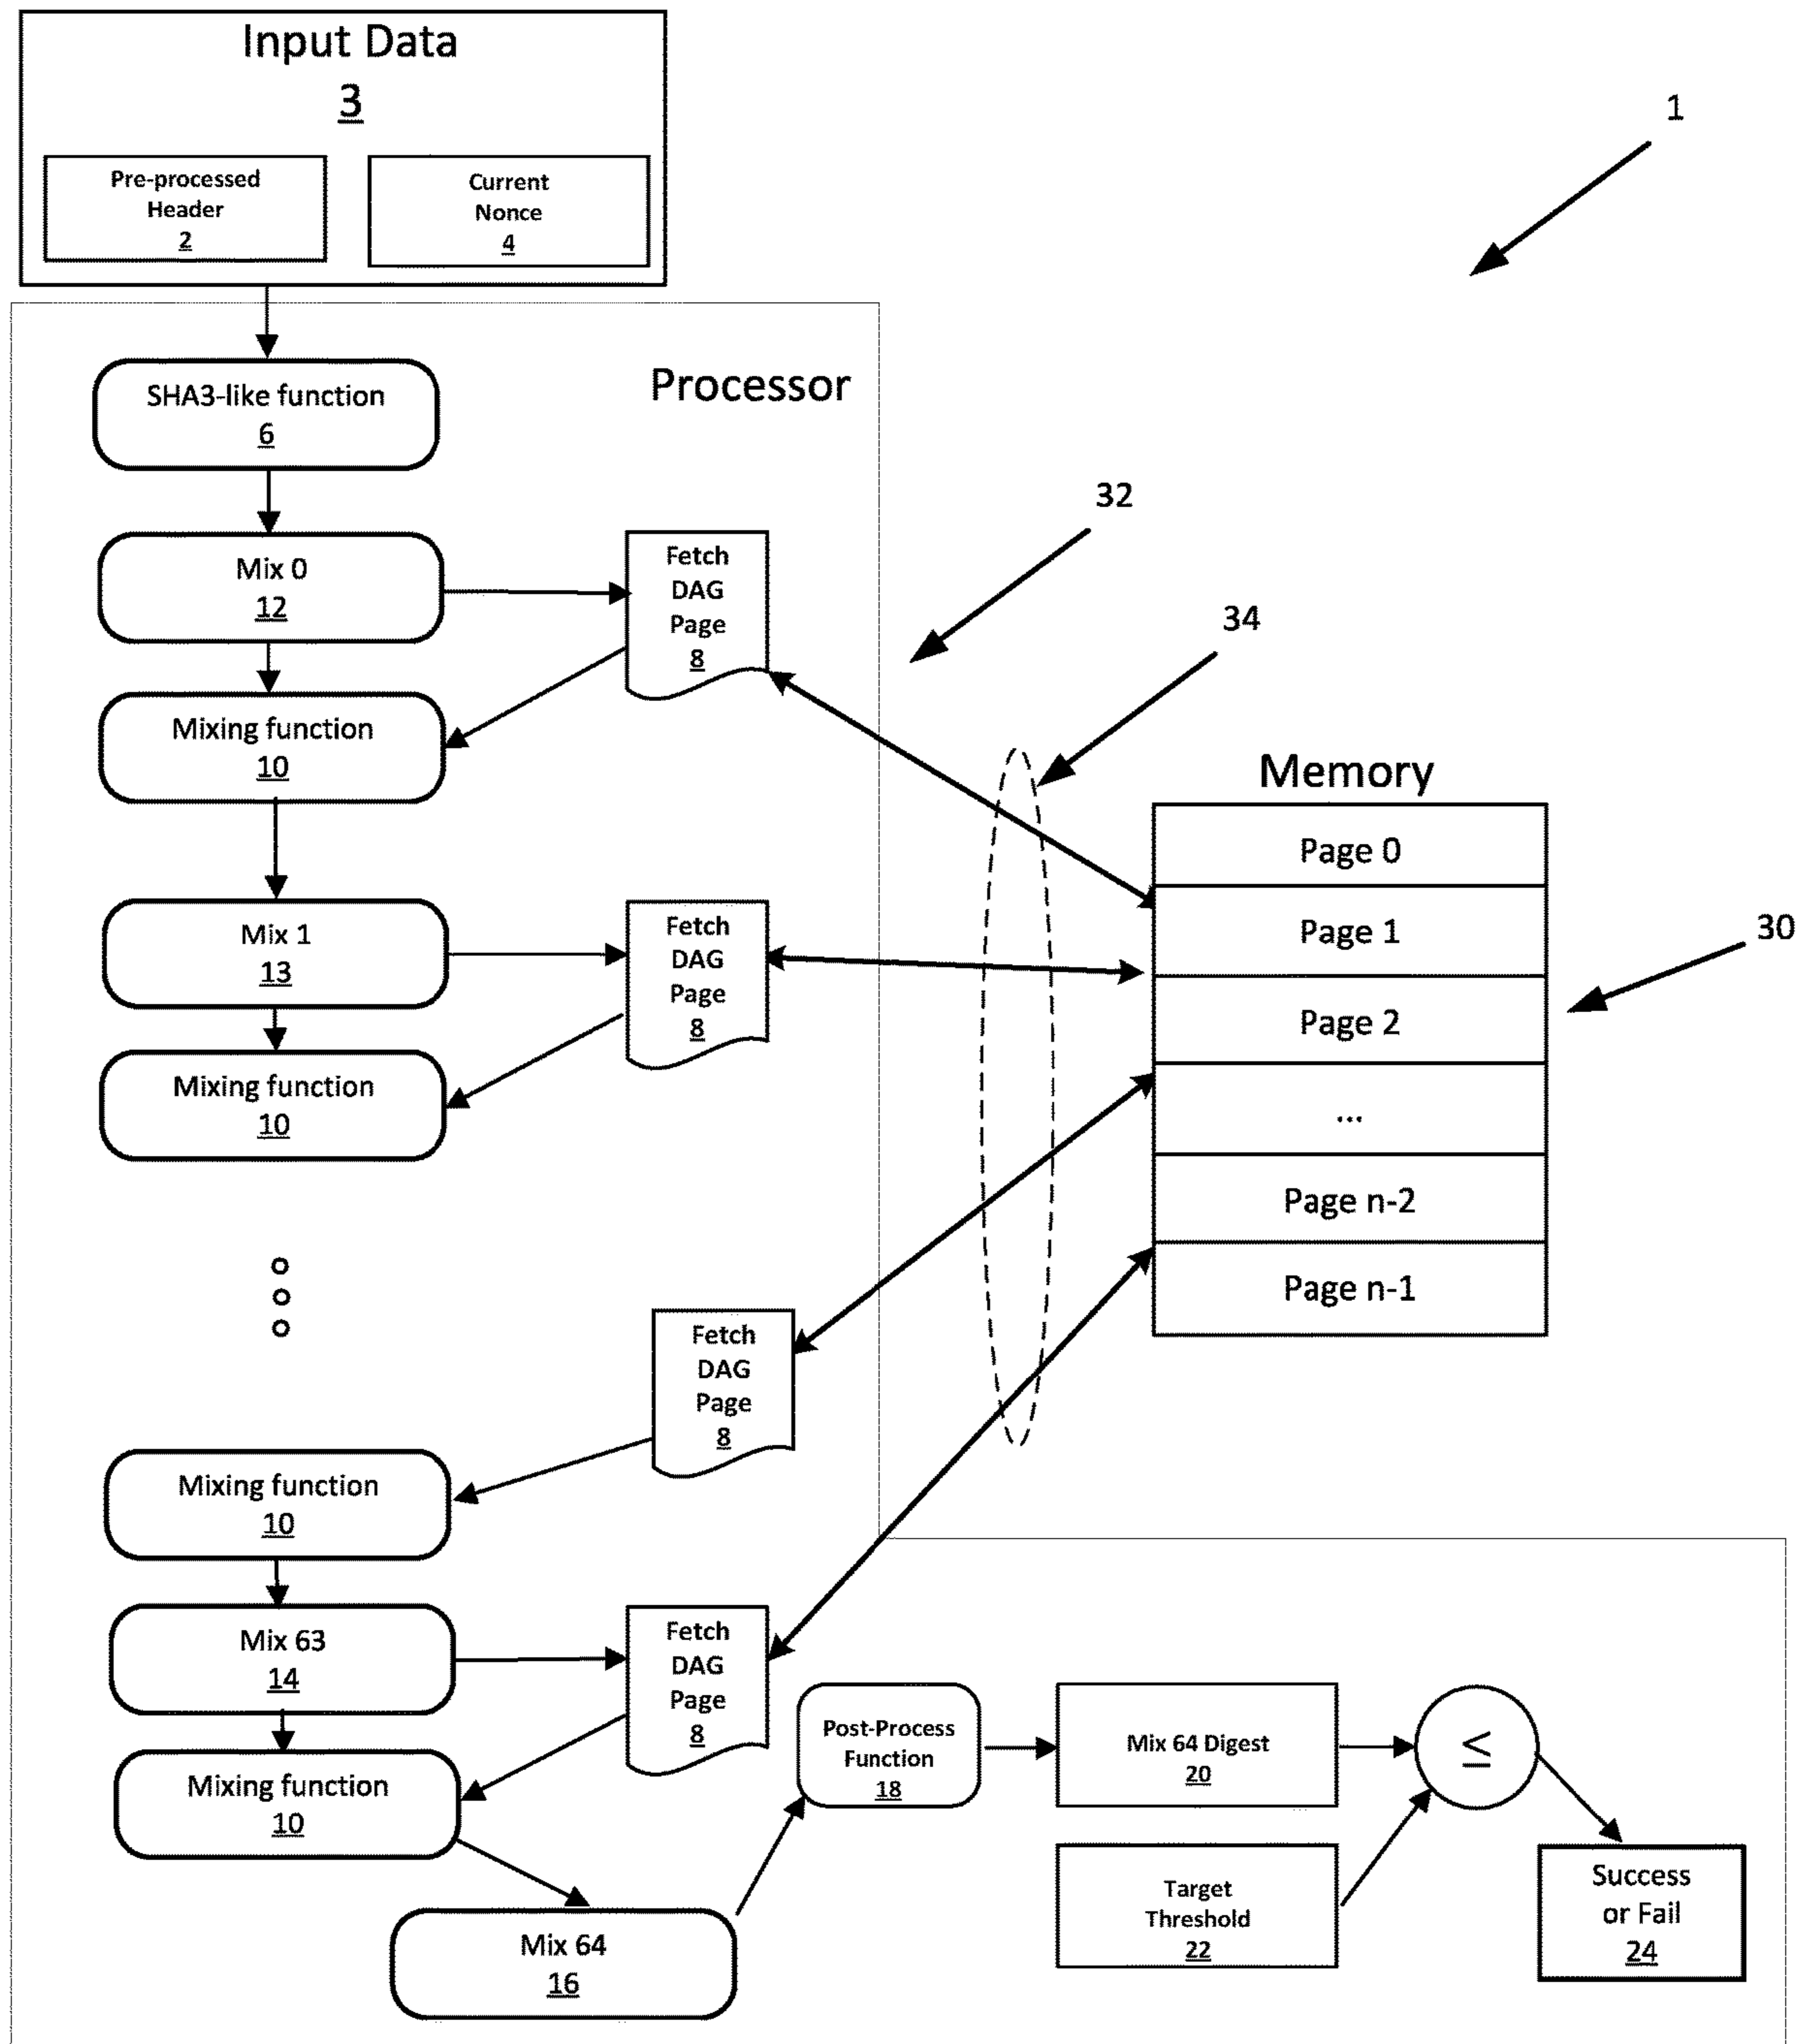 Input Data
3
Pre-processed
Header
2
Current
Nonce
4
1
Processor
SHA3-like function
6
32
Mix 0
12
Fetch
DAG
Page
8
34
Mixing function
10
Memory
Page 0
Page 1
Page 2
...
Page n-2
Page n-1
30
Mix 1
13
Fetch
DAG
Page
8
Mixing function
10
Fetch
DAG
Page
8
Mixing function
10
Mix 63
14
Fetch
DAG
Page
8
Mixing function
10
Mix 64
16
Post-Process
Function
18
Mix 64 Digest
20
≤
Target
Threshold
22
Success
or Fail
24